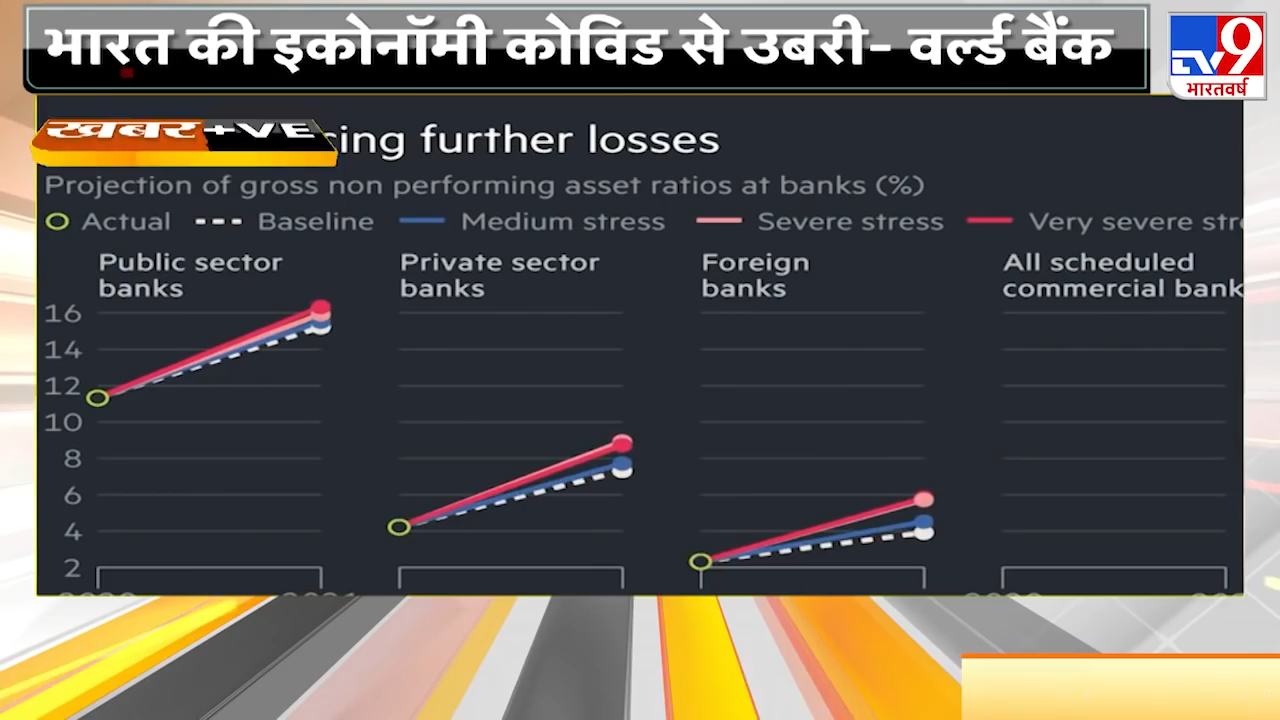 भारत की इकोनॉमी कोविड से उबरी- वर्ल्ड बैंक
TV9
भारतवर्ष
खबर+VE
sing further losses
Projection of gross non performing asset ratios at banks (%)
Actual Baseline Medium stress Severe stress Very severe stre
Public sector banks
Private sector banks
Foreign banks
All scheduled commercial bank
16
14
12
10
8
6
4
2